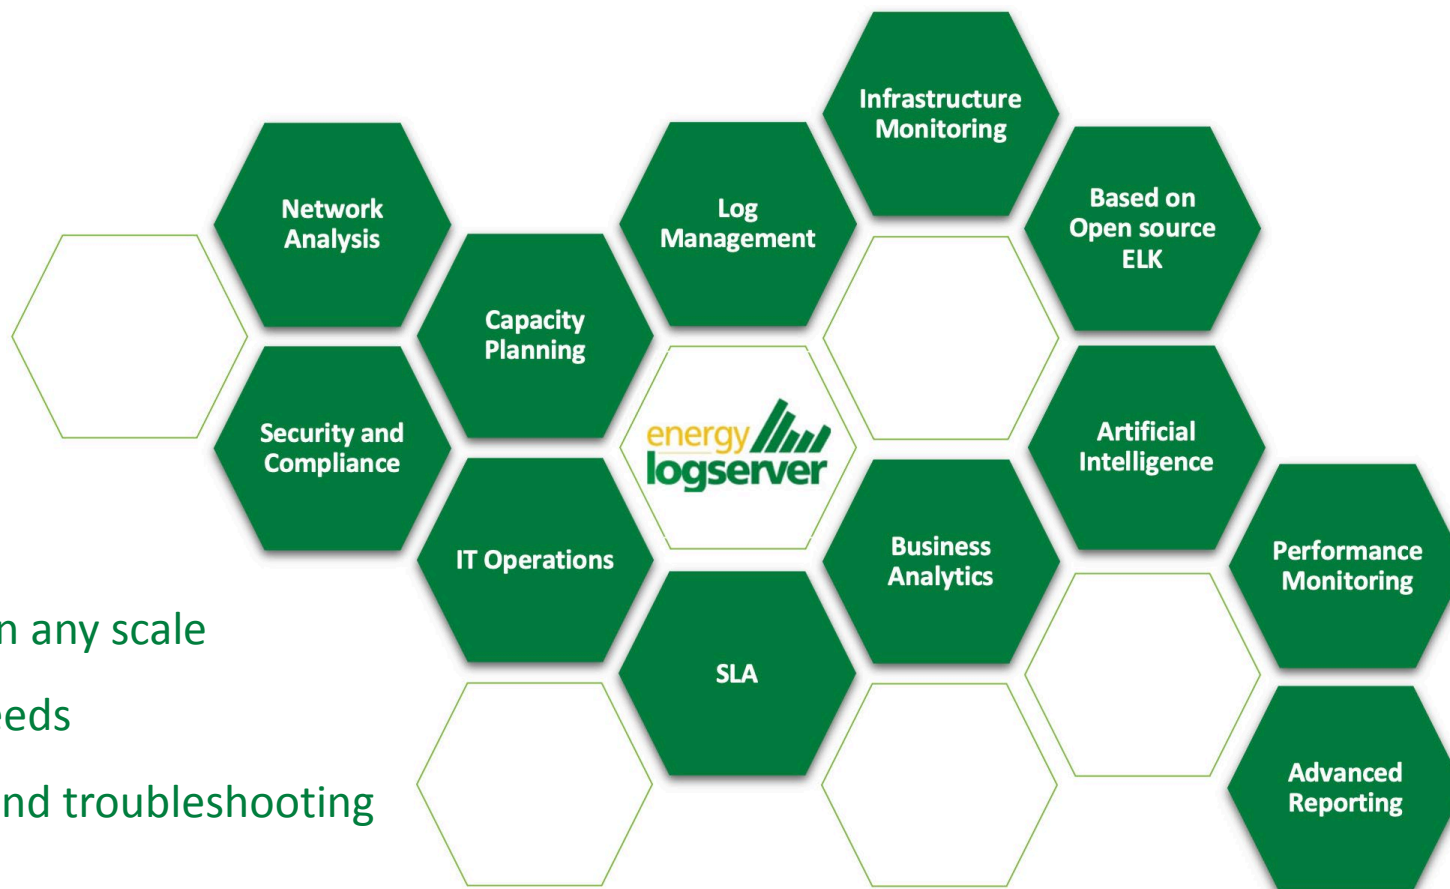 Infrastructure
Monitoring
Network
Analysis
Log
Management
Based on
Open source
ELK
Capacity
Planning
Security and
Compliance
energy
logserver
Artificial
Intelligence
IT Operations
Business
Analytics
Performance
Monitoring
n any scale
SLA
eeds
nd troubleshooting
Advanced
Reporting